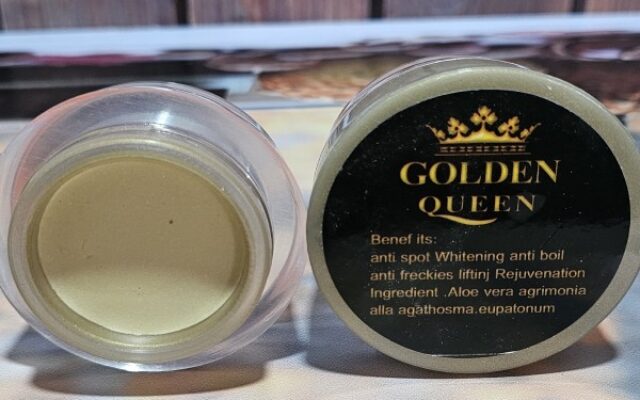 GOLDEN
QUEEN
Benef its:
anti spot Whitening anti boil
anti freckies liftinj Rejuvenation
Ingredient .Aloe vera agrimonia
alla agathosma.eupatonum